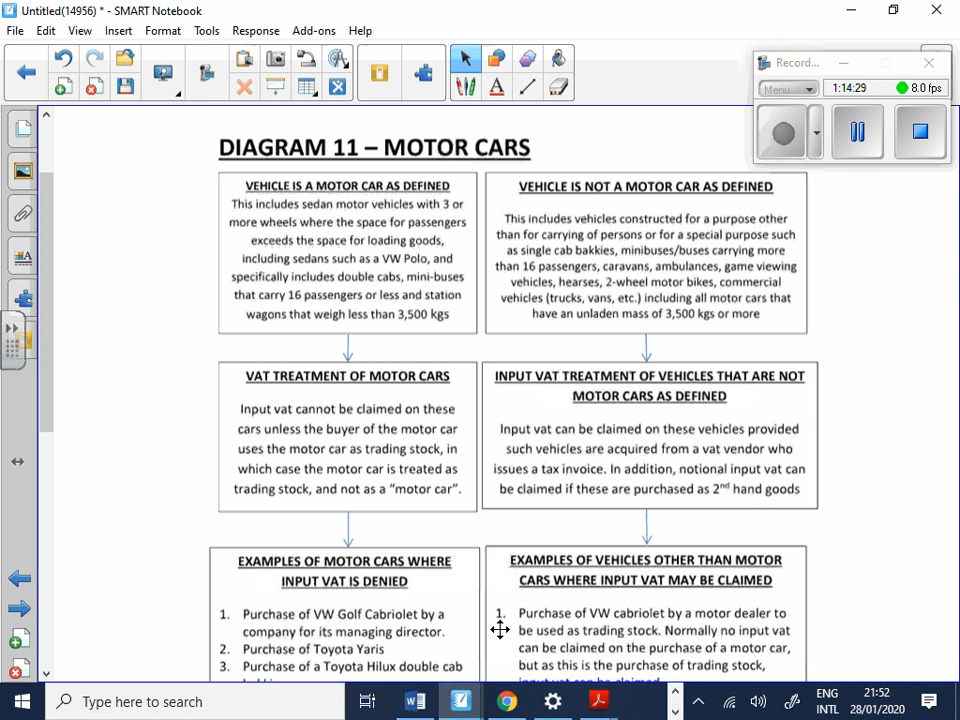 Untitled(14956) * - SMART Notebook
File Edit View Insert Format Tools Response Add-ons Help
Record...
Menu
1:14:29
8.0 fps
DIAGRAM 11 – MOTOR CARS
VEHICLE IS A MOTOR CAR AS DEFINED
This includes sedan motor vehicles with 3 or
more wheels where the space for passengers
exceeds the space for loading goods,
including sedans such as a VW Polo, and
specifically includes double cabs, mini-buses
that carry 16 passengers or less and station
wagons that weigh less than 3,500 kgs
VEHICLE IS NOT A MOTOR CAR AS DEFINED
This includes vehicles constructed for a purpose other
than for carrying of persons or for a special purpose such
as single cab bakkies, minibuses/buses carrying more
than 16 passengers, caravans, ambulances, game viewing
vehicles, hearses, 2-wheel motor bikes, commercial
vehicles (trucks, vans, etc.) including all motor cars that
have an unladen mass of 3,500 kgs or more
VAT TREATMENT OF MOTOR CARS
Input vat cannot be claimed on these
cars unless the buyer of the motor car
uses the motor car as trading stock, in
which case the motor car is treated as
trading stock, and not as a “motor car”.
INPUT VAT TREATMENT OF VEHICLES THAT ARE NOT
MOTOR CARS AS DEFINED
Input vat can be claimed on these vehicles provided
such vehicles are acquired from a vat vendor who
issues a tax invoice. In addition, notional input vat can
be claimed if these are purchased as 2nd hand goods
EXAMPLES OF MOTOR CARS WHERE
INPUT VAT IS DENIED
1. Purchase of VW Golf Cabriolet by a
company for its managing director.
2. Purchase of Toyota Yaris
3. Purchase of a Toyota Hilux double cab
EXAMPLES OF VEHICLES OTHER THAN MOTOR
CARS WHERE INPUT VAT MAY BE CLAIMED
1. Purchase of VW cabriolet by a motor dealer to
be used as trading stock. Normally no input vat
can be claimed on the purchase of a motor car,
but as this is the purchase of trading stock,
input vat can be claimed
Type here to search
ENG
INTL
21:52
28/01/2020